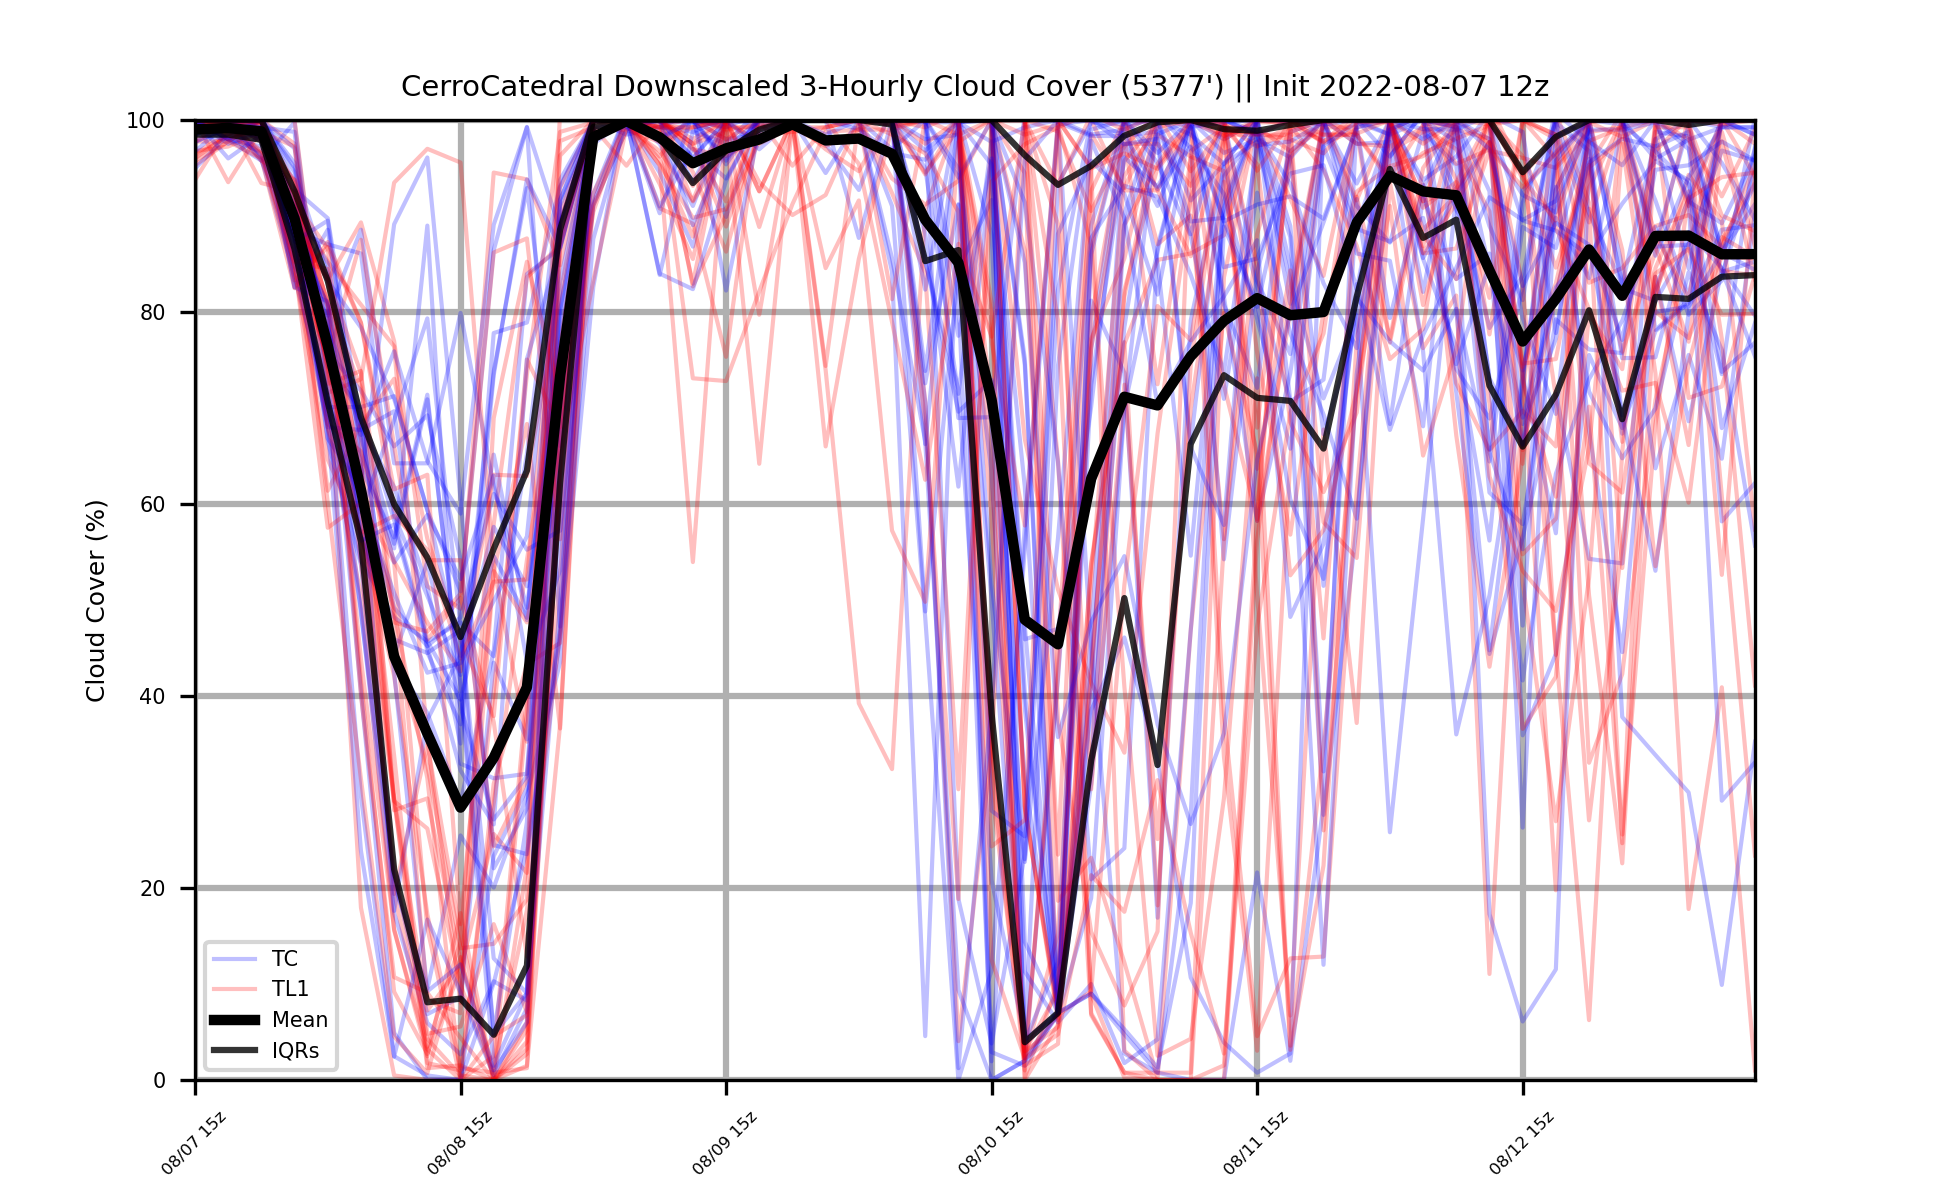 CerroCatedral Downscaled 3-Hourly Cloud Cover (5377') || Init 2022-08-07 12z
Cloud Cover (%)
100
80
60
40
20
0
TC
TL1
Mean
IQRs
08/07 15z
08/08 15z
08/09 15z
08/10 15z
08/11 15z
08/12 15z